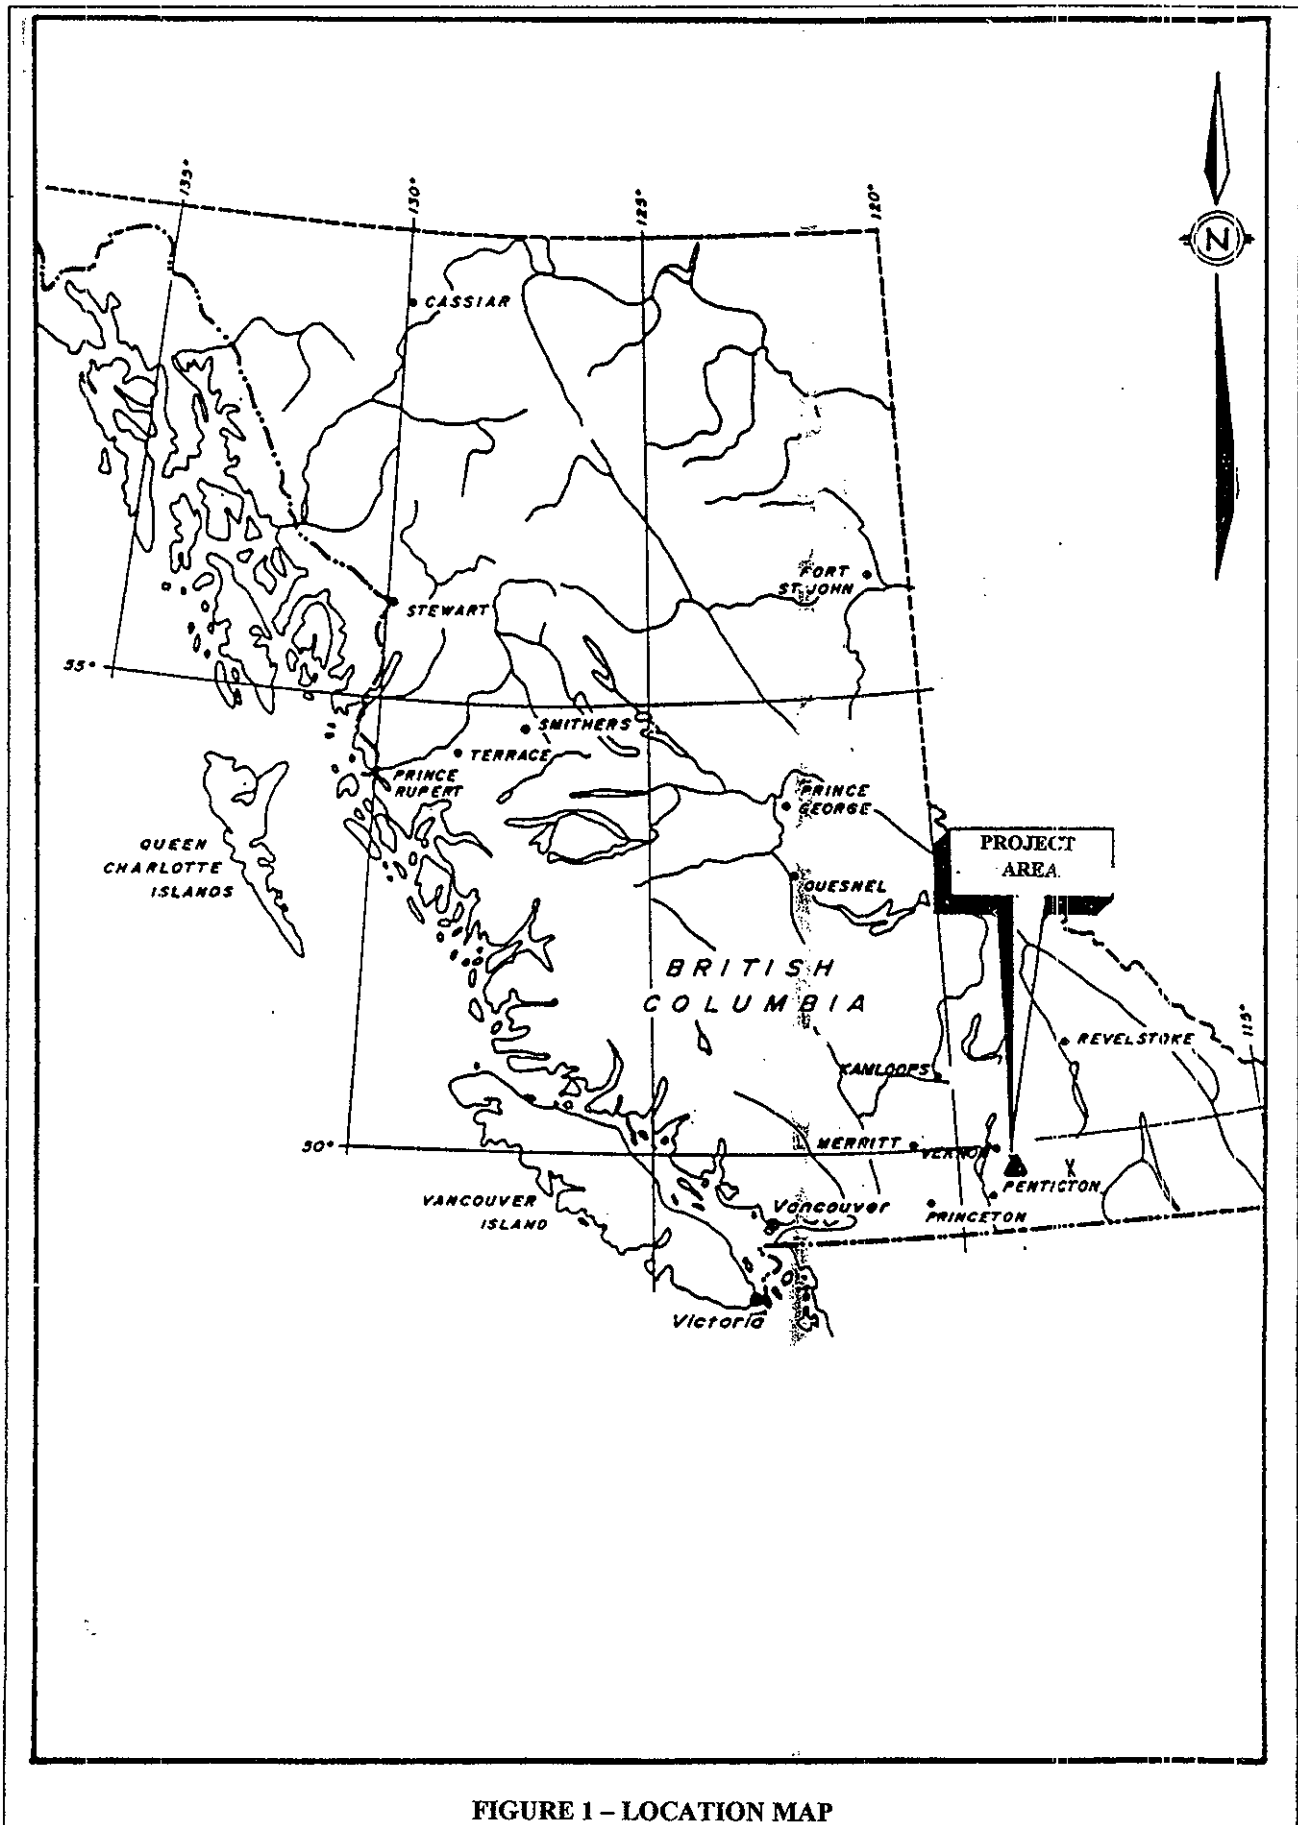 135°
130°
125°
120°
N
CASSIAR
FORT
ST. JOHN
STEWART
55°
SMITHERS
TERRACE
PRINCE
RUPERT
PRINCE
GEORGE
QUEEN
CHARLOTTE
ISLANDS
PROJECT
AREA
QUESNEL
BRITISH
COLUMBIA
115°
REVELSTOKE
KAMLOOPS
50°
MERRITT
VERNON
X
PENTICTON
VANCOUVER
ISLAND
Vancouver
PRINCETON
Victoria
FIGURE 1 – LOCATION MAP